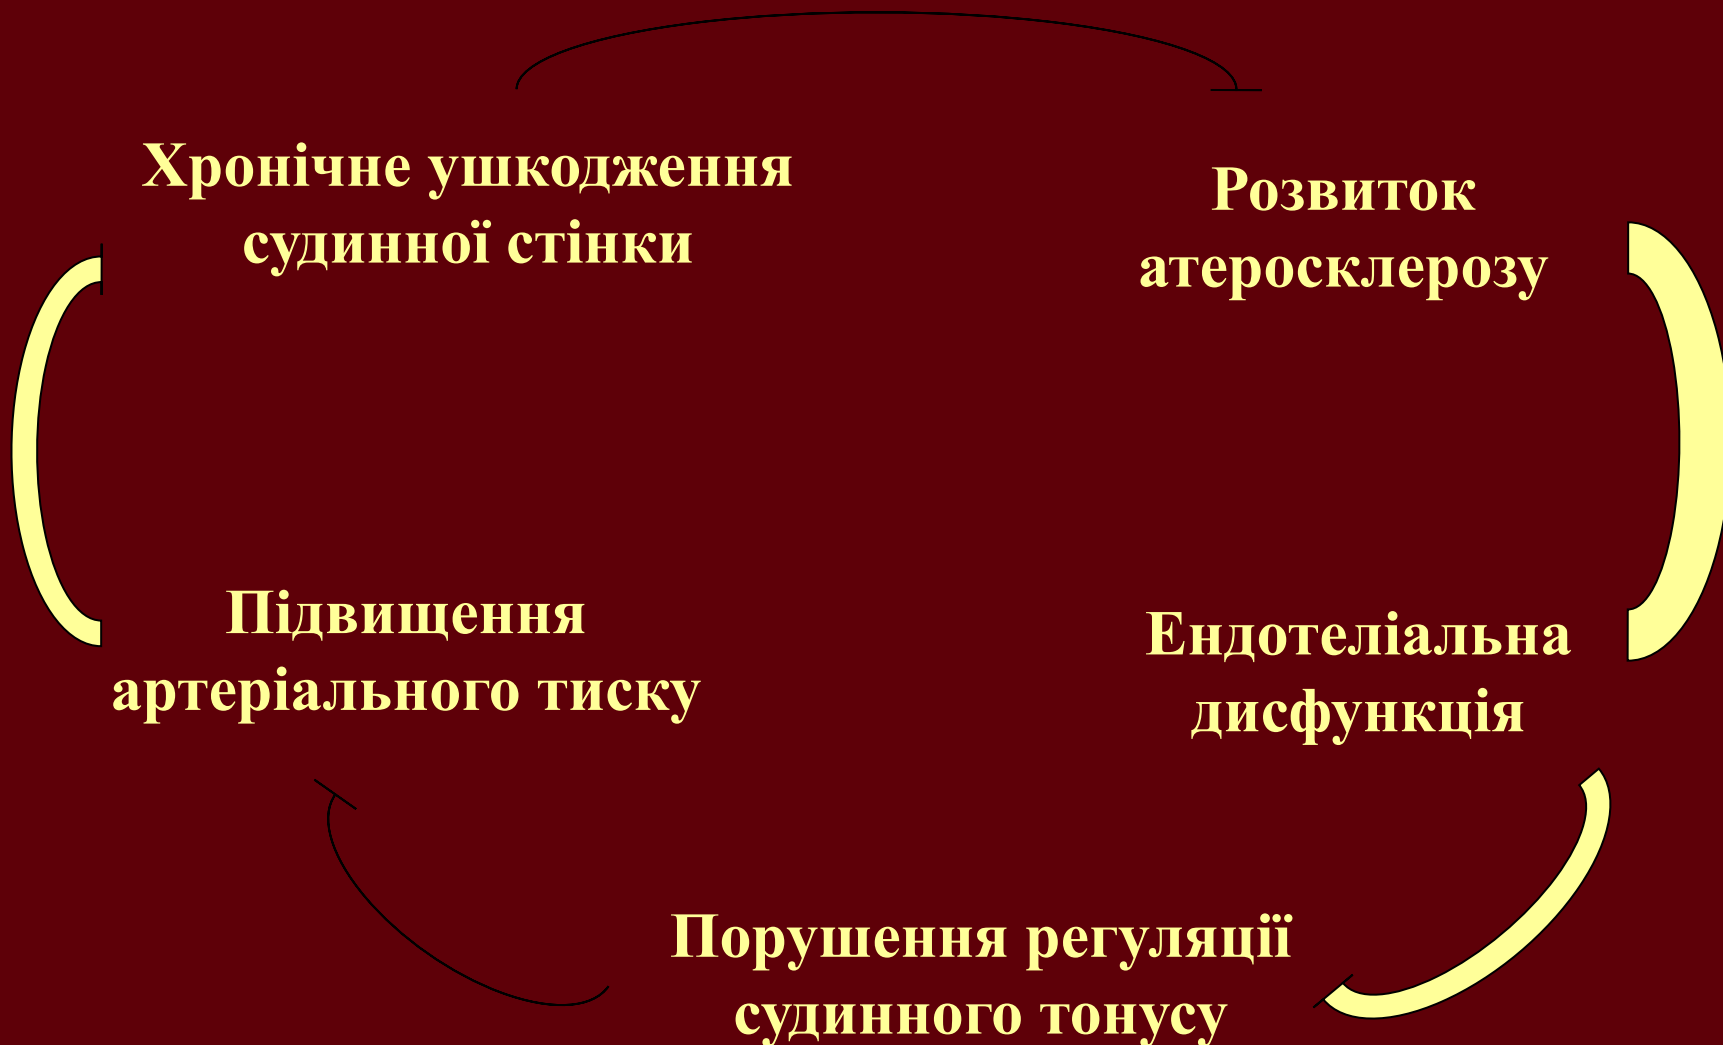 Хронічне ушкодження
судинної стінки
Розвиток
атеросклерозу
Підвищення
артеріального тиску
Ендотеліальна
дисфункція
Порушення регуляції
судинного тонусу